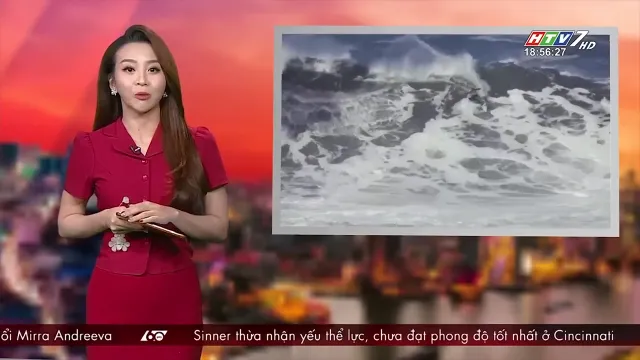 HTV7 HD
18:56:27
ổi Mirra Andreeva 60 Sinner thừa nhận yếu thể lực, chưa đạt phong độ tốt nhất ở Cincinnati